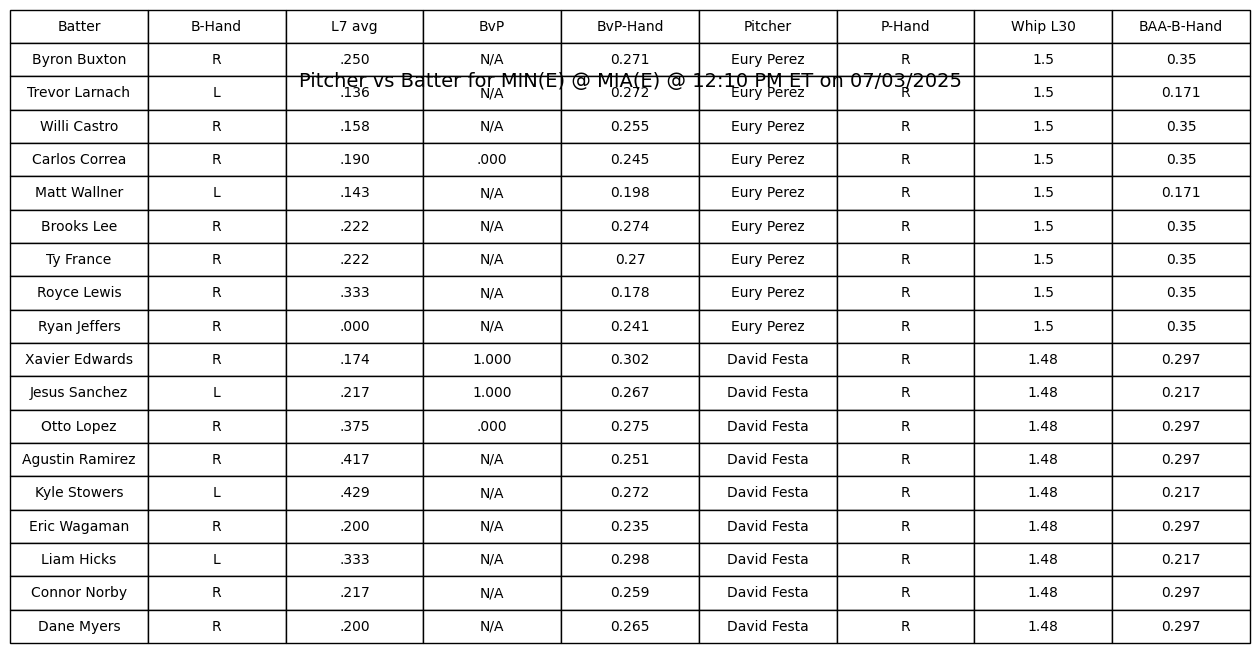 Batter B-Hand L7 avg BvP BvP-Hand Pitcher P-Hand Whip L30 BAA-B-Hand
Byron Buxton R .250 N/A 0.271 Eury Perez R 1.5 0.35
Pitcher vs Batter for MIN(E) @ MIA(E) @ 12:10 PM ET on 07/03/2025
Trevor Larnach L .136 N/A 0.272 Eury Perez R 1.5 0.171
Willi Castro R .158 N/A 0.255 Eury Perez R 1.5 0.35
Carlos Correa R .190 .000 0.245 Eury Perez R 1.5 0.35
Matt Wallner L .143 N/A 0.198 Eury Perez R 1.5 0.171
Brooks Lee R .222 N/A 0.274 Eury Perez R 1.5 0.35
Ty France R .222 N/A 0.27 Eury Perez R 1.5 0.35
Royce Lewis R .333 N/A 0.178 Eury Perez R 1.5 0.35
Ryan Jeffers R .000 N/A 0.241 Eury Perez R 1.5 0.35
Xavier Edwards R .174 1.000 0.302 David Festa R 1.48 0.297
Jesus Sanchez L .217 1.000 0.267 David Festa R 1.48 0.217
Otto Lopez R .375 .000 0.275 David Festa R 1.48 0.297
Agustin Ramirez R .417 N/A 0.251 David Festa R 1.48 0.297
Kyle Stowers L .429 N/A 0.272 David Festa R 1.48 0.217
Eric Wagaman R .200 N/A 0.235 David Festa R 1.48 0.297
Liam Hicks L .333 N/A 0.298 David Festa R 1.48 0.217
Connor Norby R .217 N/A 0.259 David Festa R 1.48 0.297
Dane Myers R .200 N/A 0.265 David Festa R 1.48 0.297